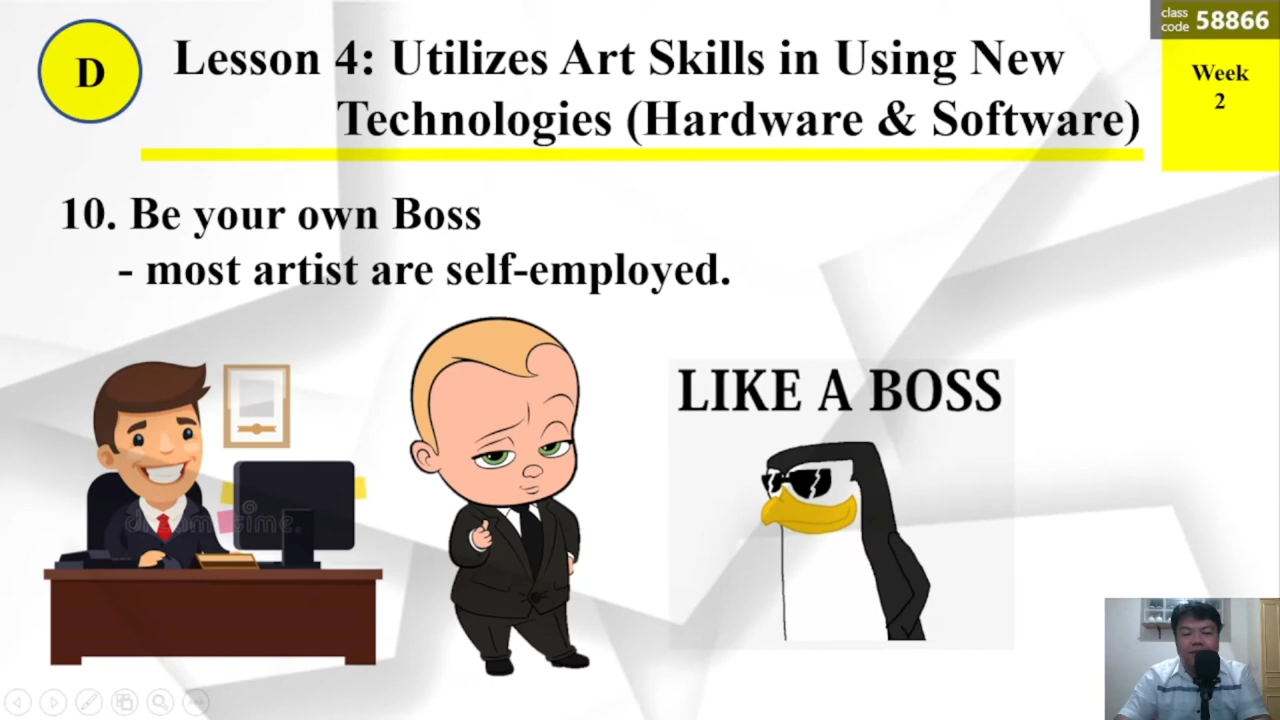 class
code 58866
D
Lesson 4: Utilizes Art Skills in Using New
Technologies (Hardware & Software)
Week
2
10. Be your own Boss
- most artist are self-employed.
LIKE A BOSS
dreamstime.